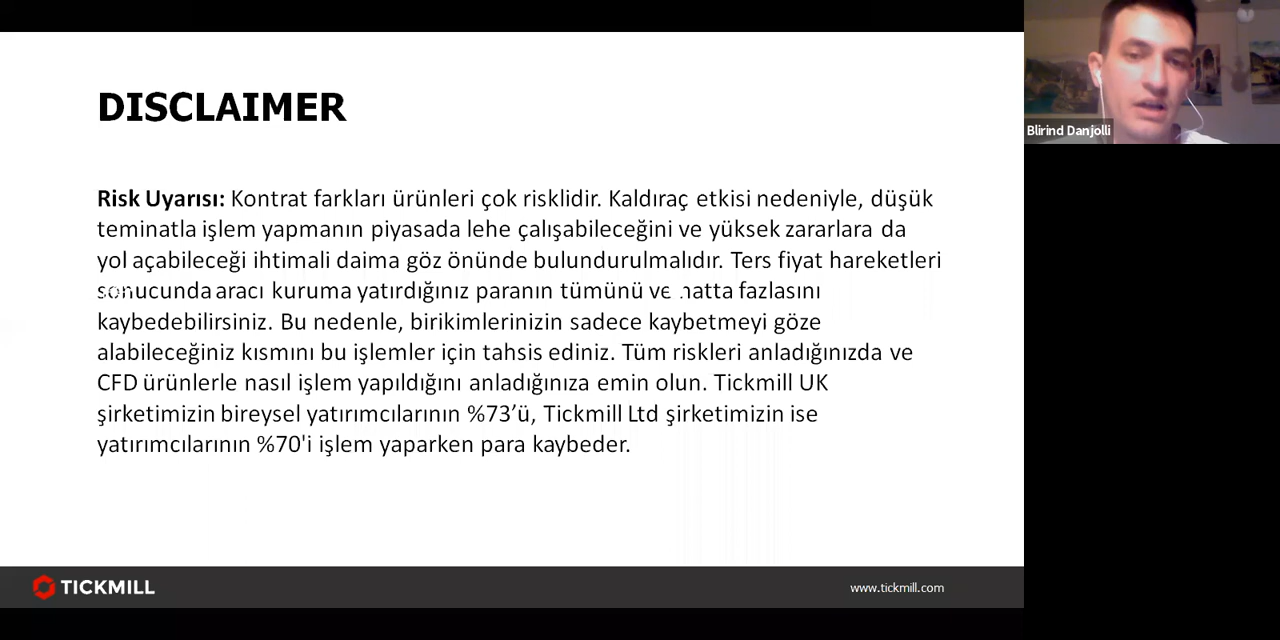 DISCLAIMER
Risk Uyarısı: Kontrat farkları ürünleri çok risklidir. Kaldıraç etkisi nedeniyle, düşük
teminatla işlem yapmanın piyasada lehe çalışabileceğini ve yüksek zararlara da
yol açabileceği ihtimali daima göz önünde bulundurulmalıdır. Ters fiyat hareketleri
sonucunda aracı kuruma yatırdığınız paranın tümünü ve hatta fazlasını
kaybedebilirsiniz. Bu nedenle, birikimlerinizin sadece kaybetmeyi göze
alabileceğiniz kısmını bu işlemler için tahsis ediniz. Tüm riskleri anladığınızda ve
CFD ürünlerle nasıl işlem yapıldığını anladığınıza emin olun. Tickmill UK
şirketimizin bireysel yatırımcılarının %73’ü, Tickmill Ltd şirketimizin ise
yatırımcılarının %70'i işlem yaparken para kaybeder.
TICKMILL
www.tickmill.com
Blirind Danjolli